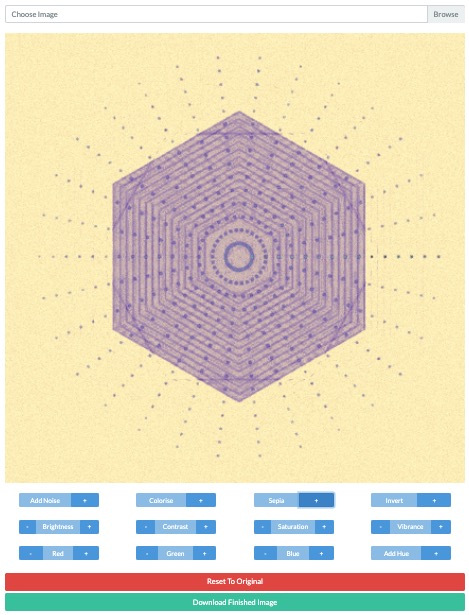 Choose Image Browse
Add Noise + Colorise + Sepia + Invert +
- Brightness + - Contrast + - Saturation + - Vibrance +
- Red + - Green + - Blue + Add Hue +
Reset To Original
Download Finished Image